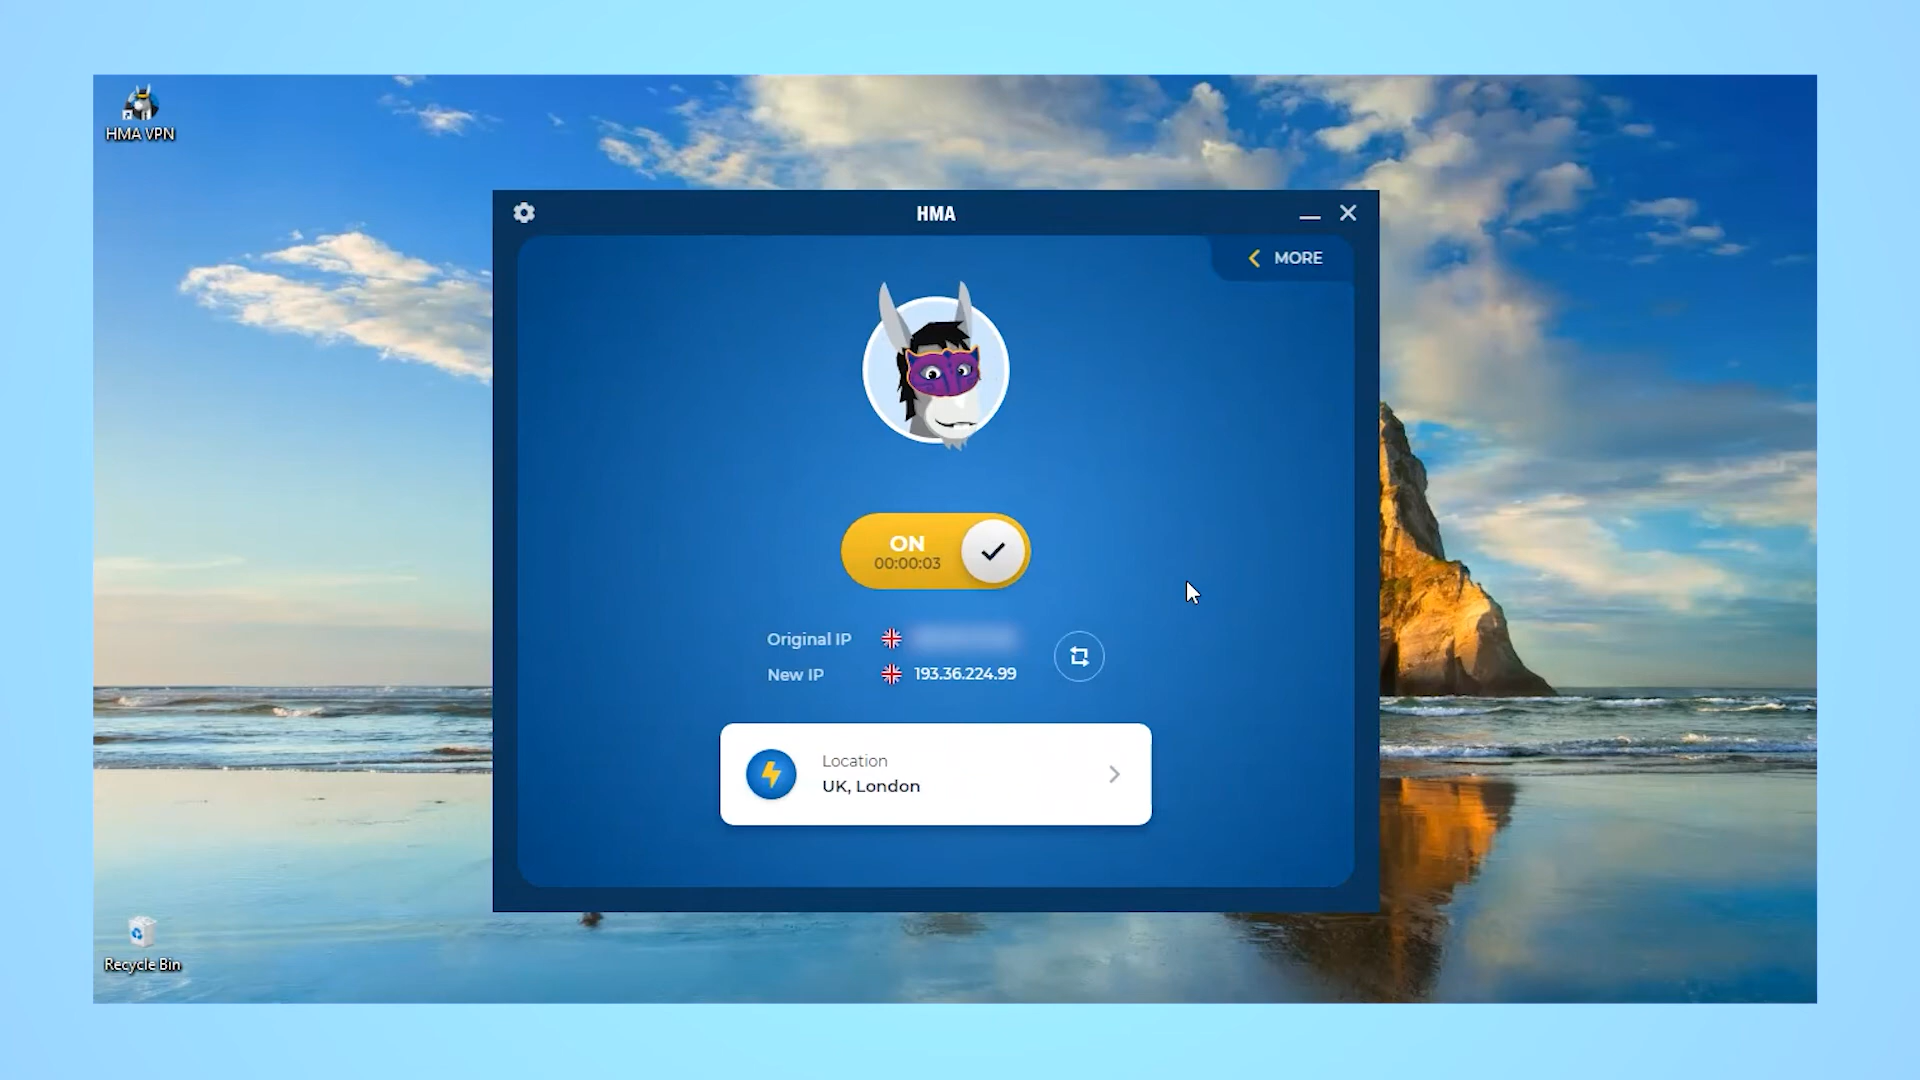 HMA VPN
HMA
MORE
ON
00:00:03
Original IP
New IP 193.36.224.99
Location
UK, London
Recycle Bin